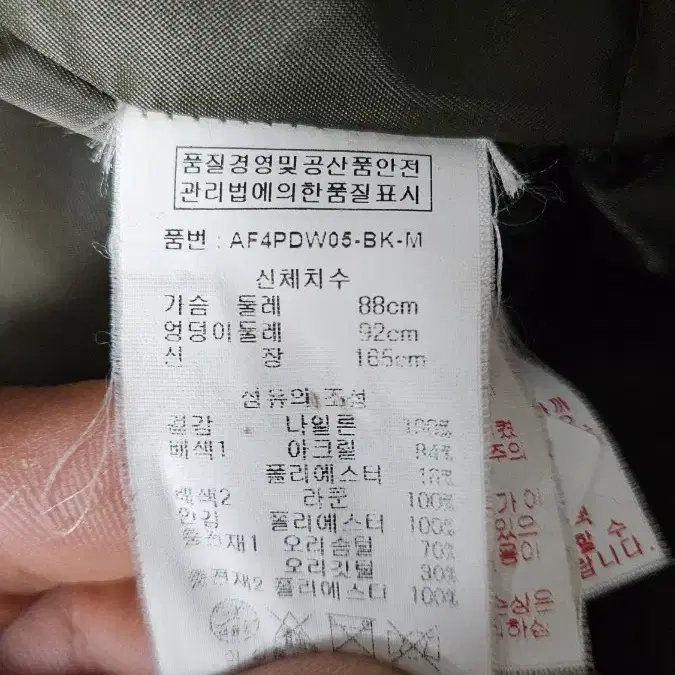 품질경영및공산품안전
관리법에의한품질표시
품번 : AF4PDW05-BK-M
신체치수
가슴 둘레 88cm
엉덩이둘레 92cm
신 장 165cm
섬유의 조성
겉감 나일론 100%
배색1 아크릴 84%
폴리에스터
배색2 라쿤 100%
안감 폴리에스터 100%
충전재1 오리솜털 70%
오리깃털 30%
충전재2 폴리에스터 100%